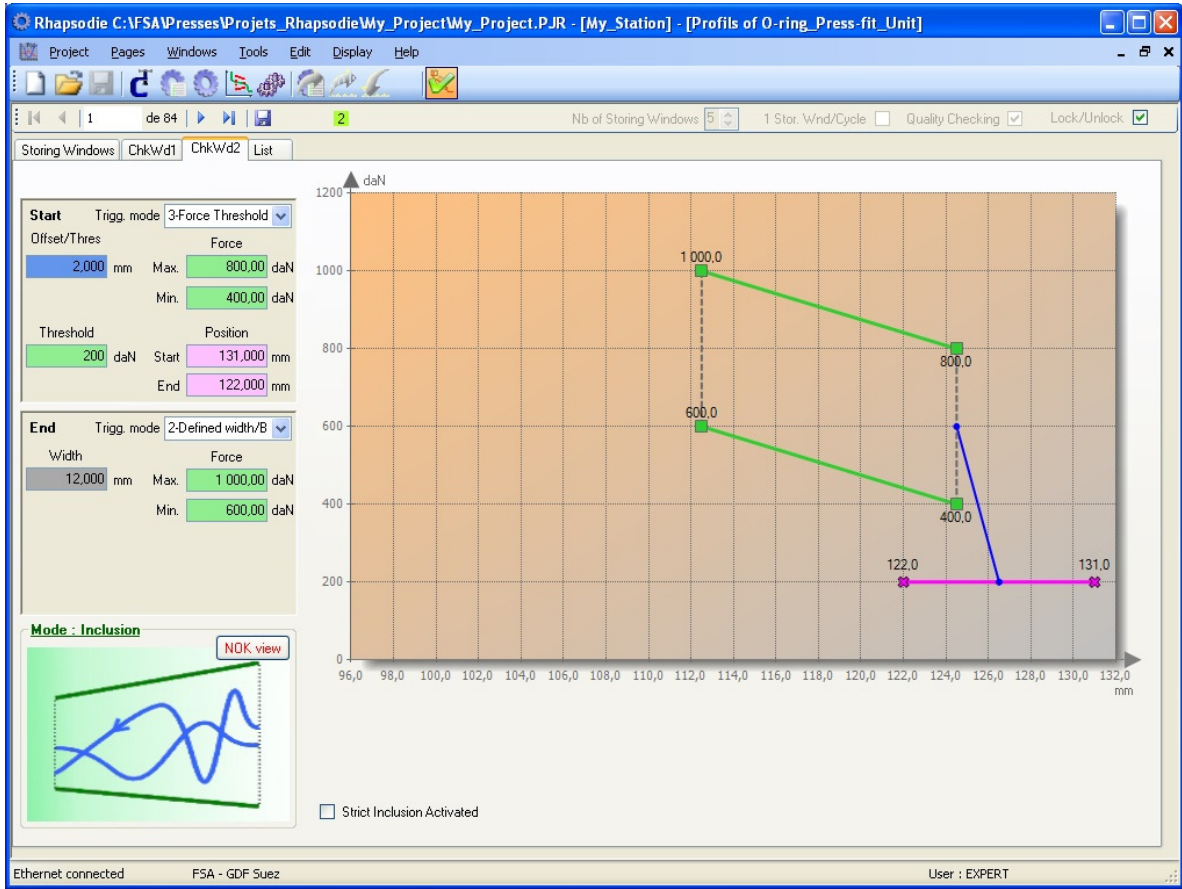 Rhapsodie C:\FSA\Presses\Projets_Rhapsodie\My_Project\My_Project.PJR - [My_Station] - [Profils of O-ring_Press-fit_Unit]
Project Pages Windows Tools Edit Display Help
1 de 84 2 Nb of Storing Windows 5 1 Stor. Wnd/Cycle Quality Checking Lock/Unlock
Storing Windows ChkWd1 ChkWd2 List
Start Trigg. mode 3-Force Threshold
Offset/Thres Force
2,000 mm Max. 800,00 daN
Min. 400,00 daN
Threshold Position
200 daN Start 131,000 mm
End 122,000 mm
End Trigg. mode 2-Defined width/B
Width Force
12,000 mm Max. 1 000,00 daN
Min. 600,00 daN
Mode : Inclusion
NOK view
daN
1200
1000
800
600
400
200
0
1 000,0
800,0
600,0
400,0
122,0 131,0
96,0 98,0 100,0 102,0 104,0 106,0 108,0 110,0 112,0 114,0 116,0 118,0 120,0 122,0 124,0 126,0 128,0 130,0 132,0
mm
Strict Inclusion Activated
Ethernet connected FSA - GDF Suez User : EXPERT